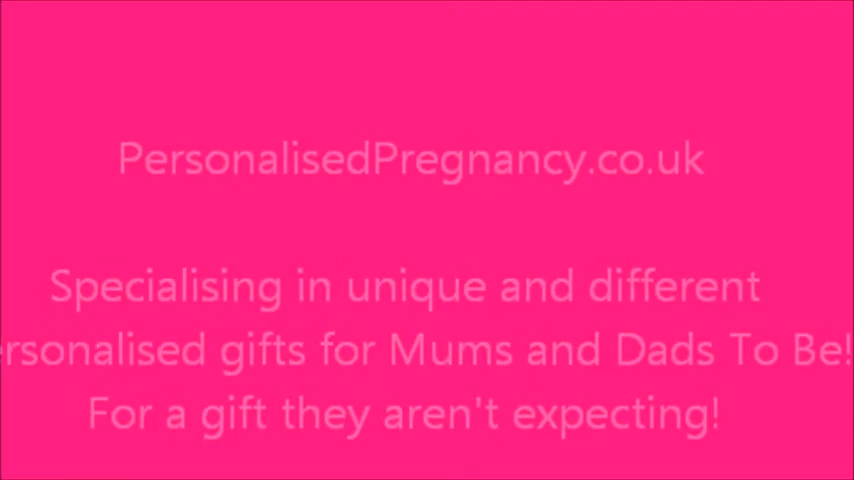 PersonalisedPregnancy.co.uk
Specialising in unique and different
ersonalised gifts for Mums and Dads To Be!
For a gift they aren't expecting!